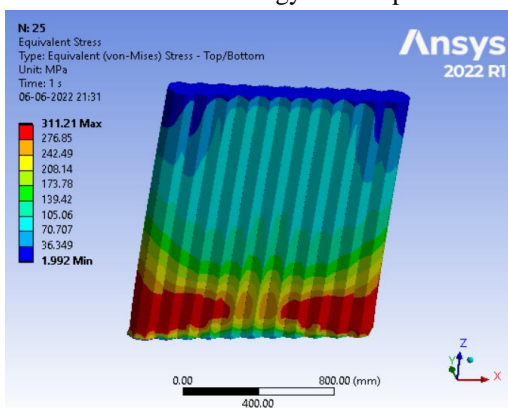 N: 25
Equivalent Stress
Type: Equivalent (von-Mises) Stress - Top/Bottom
Unit: MPa
Time: 1 s
06-06-2022 21:31
Ansys
2022 R1
311.21 Max
276.85
242.49
208.14
173.78
139.42
105.06
70.707
36.349
1.992 Min
0.00
800.00 (mm)
400.00
Z
Y
X